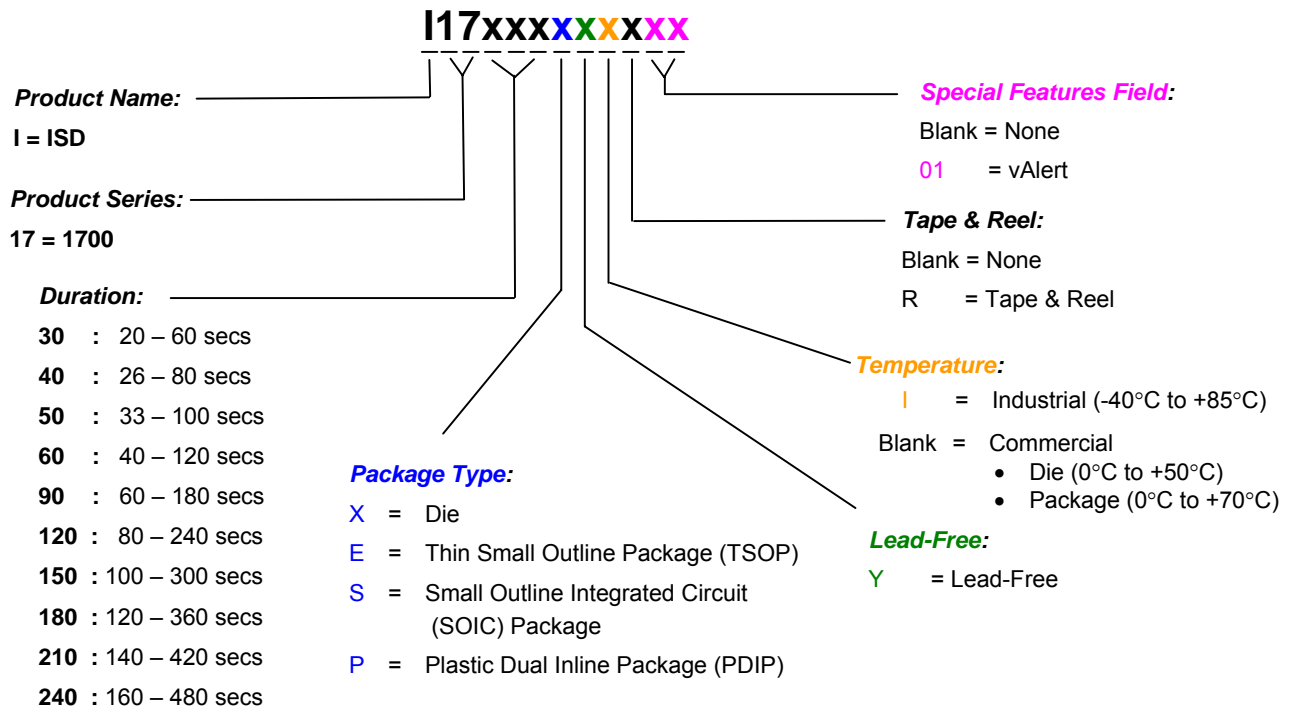 I17xxxxxxxxx
Product Name:
I = ISD
Product Series:
17 = 1700
Duration:
30 : 20 – 60 secs
40 : 26 – 80 secs
50 : 33 – 100 secs
60 : 40 – 120 secs
90 : 60 – 180 secs
120 : 80 – 240 secs
150 : 100 – 300 secs
180 : 120 – 360 secs
210 : 140 – 420 secs
240 : 160 – 480 secs
Package Type:
X = Die
E = Thin Small Outline Package (TSOP)
S = Small Outline Integrated Circuit
(SOIC) Package
P = Plastic Dual Inline Package (PDIP)
Special Features Field:
Blank = None
01 = vAlert
Tape & Reel:
Blank = None
R = Tape & Reel
Temperature:
I = Industrial (-40°C to +85°C)
Blank = Commercial
• Die (0°C to +50°C)
• Package (0°C to +70°C)
Lead-Free:
Y = Lead-Free